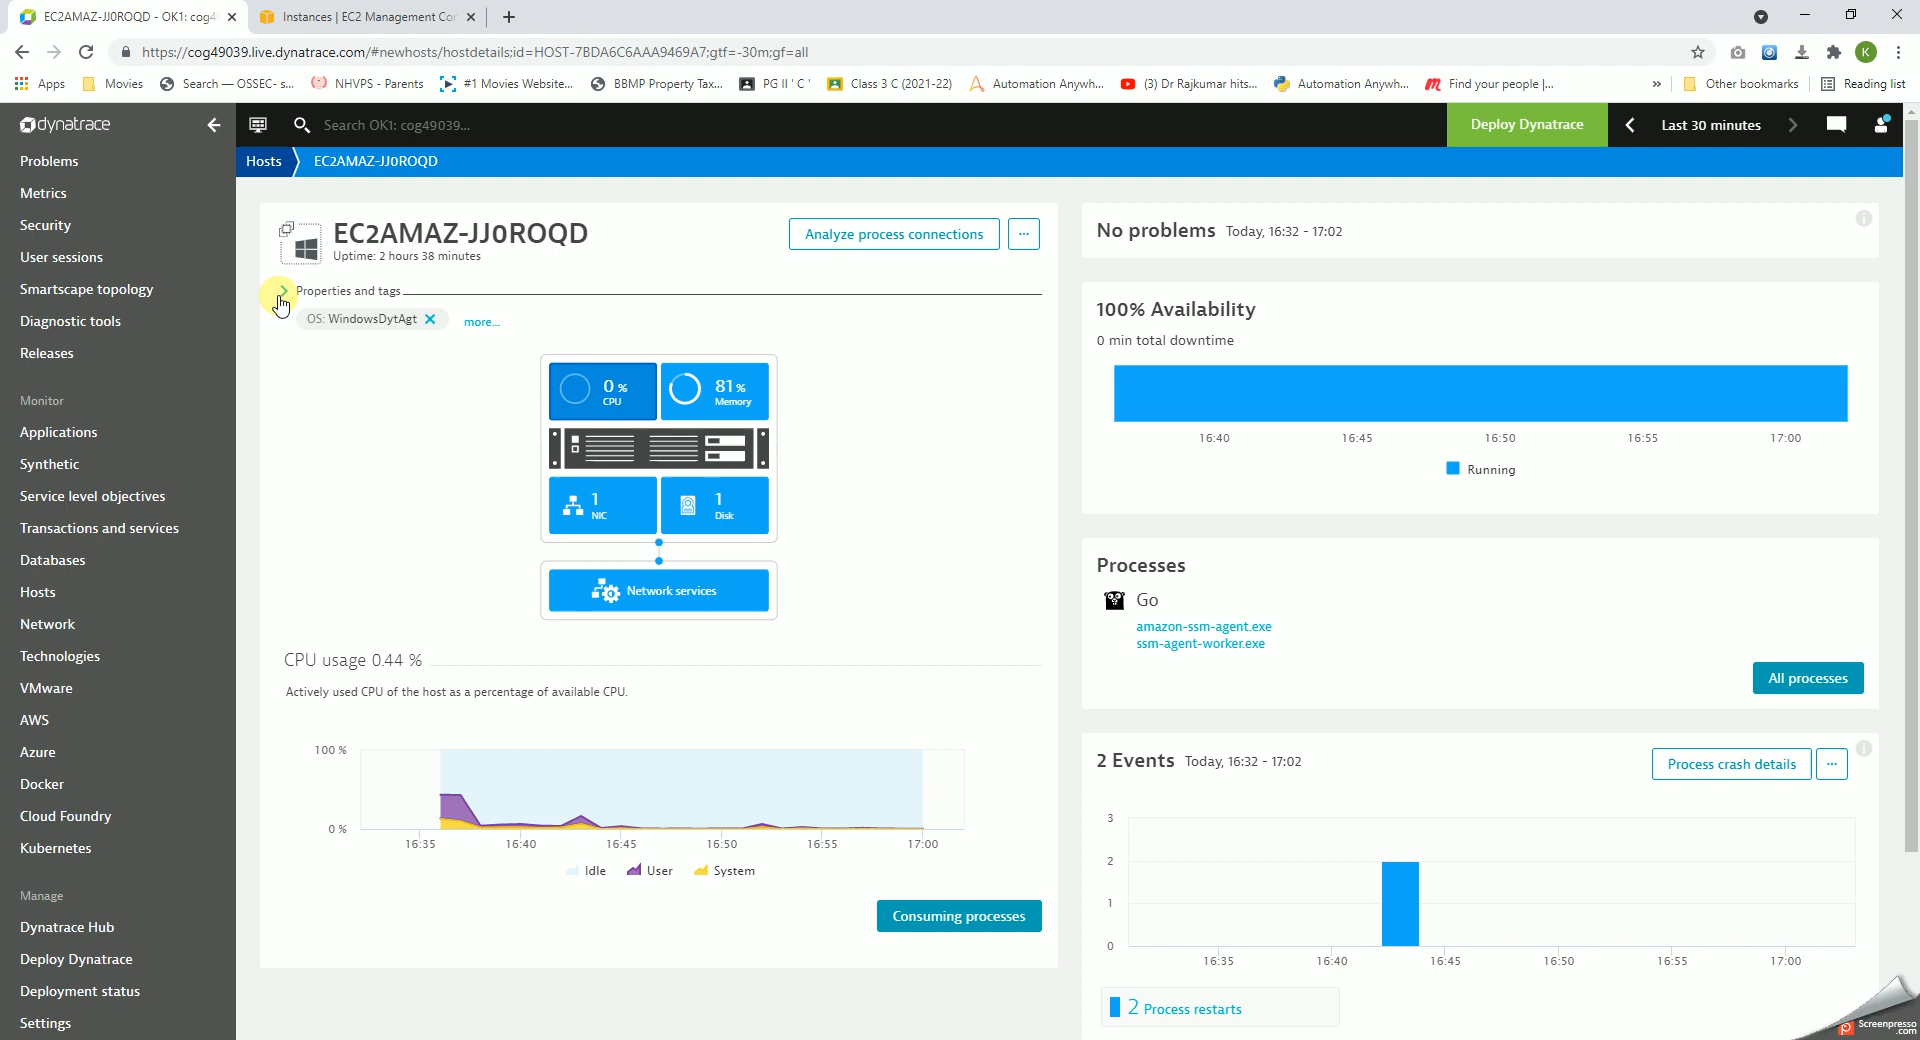 EC2AMAZ-JJ0ROQD - OK1: cog4
Instances | EC2 Management Cor
https://cog49039.live.dynatrace.com/#newhosts/hostdetails;id=HOST-7BDA6C6AAA9469A7;gtf=-30m;gf=all
K
Apps
Movies
Search — OSSEC- s...
NHVPS - Parents
#1 Movies Website...
BBMP Property Tax...
PG II ' C '
Class 3 C (2021-22)
Automation Anywh...
(3) Dr Rajkumar hits...
Automation Anywh...
Find your people |...
»
Other bookmarks
Reading list
dynatrace
Search OK1: cog49039...
Deploy Dynatrace
Last 30 minutes
Hosts
EC2AMAZ-JJ0ROQD
Problems
Metrics
Security
User sessions
Smartscape topology
Diagnostic tools
Releases
Monitor
Applications
Synthetic
Service level objectives
Transactions and services
Databases
Hosts
Network
Technologies
VMware
AWS
Azure
Docker
Cloud Foundry
Kubernetes
Manage
Dynatrace Hub
Deploy Dynatrace
Deployment status
Settings
EC2AMAZ-JJ0ROQD
Uptime: 2 hours 38 minutes
Analyze process connections
...
Properties and tags
OS: WindowsDytAgt
more...
0 %
CPU
81 %
Memory
1
NIC
1
Disk
Network services
CPU usage 0.44 %
Actively used CPU of the host as a percentage of available CPU.
100 %
0 %
16:35 16:40 16:45 16:50 16:55 17:00
Idle User System
Consuming processes
No problems Today, 16:32 - 17:02
100% Availability
0 min total downtime
16:40 16:45 16:50 16:55 17:00
Running
Processes
Go
amazon-ssm-agent.exe
ssm-agent-worker.exe
All processes
2 Events Today, 16:32 - 17:02
Process crash details
...
3
2
1
0
16:35 16:40 16:45 16:50 16:55 17:00
2 Process restarts
Screenpresso
.com